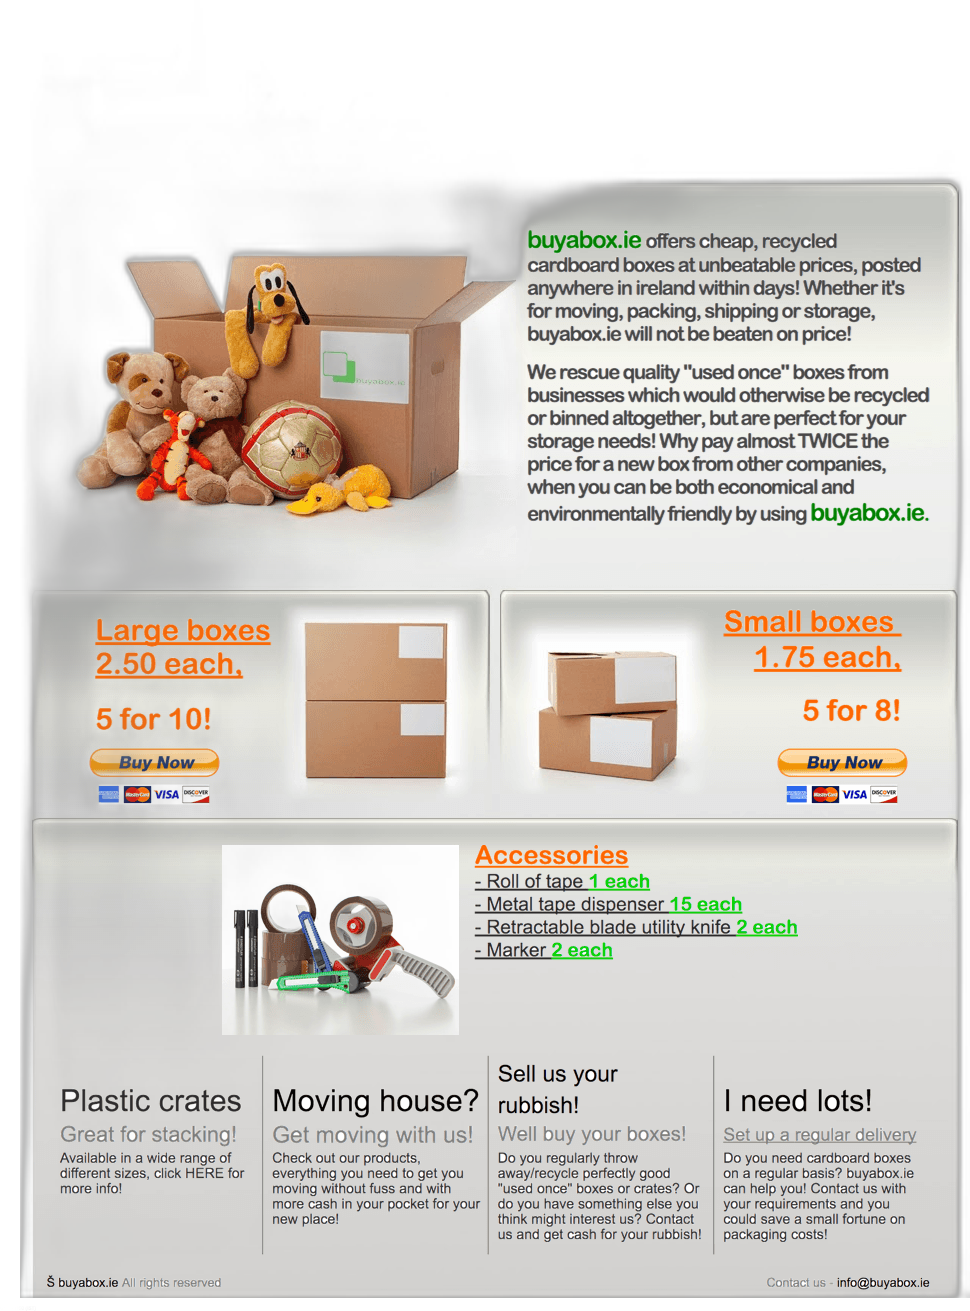 buyabox.ie offers cheap, recycled
cardboard boxes at unbeatable prices, posted
anywhere in ireland within days! Whether it's
for moving, packing, shipping or storage,
buyabox.ie will not be beaten on price!
We rescue quality "used once" boxes from
businesses which would otherwise be recycled
or binned altogether, but are perfect for your
storage needs! Why pay almost TWICE the
price for a new box from other companies,
when you can be both economical and
environmentally friendly by using buyabox.ie.
buyabox.ie
Large boxes
2.50 each,
5 for 10!
Buy Now
MasterCard VISA DISCOVER
Small boxes
1.75 each,
5 for 8!
Buy Now
MasterCard VISA DISCOVER
Accessories
- Roll of tape 1 each
- Metal tape dispenser 15 each
- Retractable blade utility knife 2 each
- Marker 2 each
Plastic crates
Great for stacking!
Available in a wide range of
different sizes, click HERE for
more info!
Moving house?
Get moving with us!
Check out our products,
everything you need to get you
moving without fuss and with
more cash in your pocket for your
new place!
Sell us your
rubbish!
Well buy your boxes!
Do you regularly throw
away/recycle perfectly good
"used once" boxes or crates? Or
do you have something else you
think might interest us? Contact
us and get cash for your rubbish!
I need lots!
Set up a regular delivery
Do you need cardboard boxes
on a regular basis? buyabox.ie
can help you! Contact us with
your requirements and you
could save a small fortune on
packaging costs!
Š buyabox.ie All rights reserved
Contact us - info@buyabox.ie